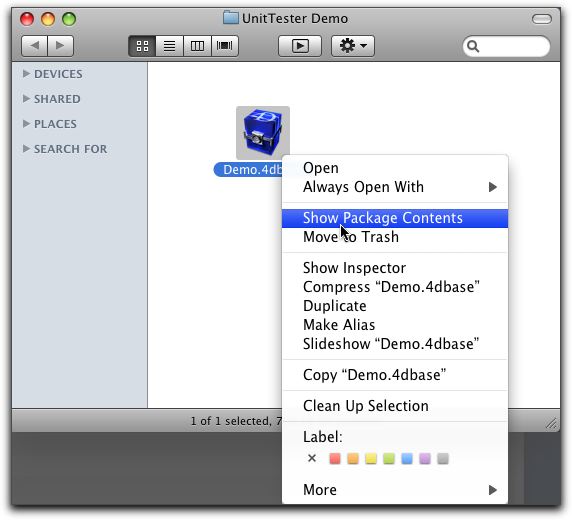 UnitTester Demo
DEVICES
SHARED
PLACES
SEARCH FOR
Demo.4db
Open
Always Open With
Show Package Contents
Move to Trash
Show Inspector
Compress “Demo.4dbase”
Duplicate
Make Alias
Slideshow “Demo.4dbase”
Copy “Demo.4dbase”
Clean Up Selection
1 of 1 selected, 7
Label:
More